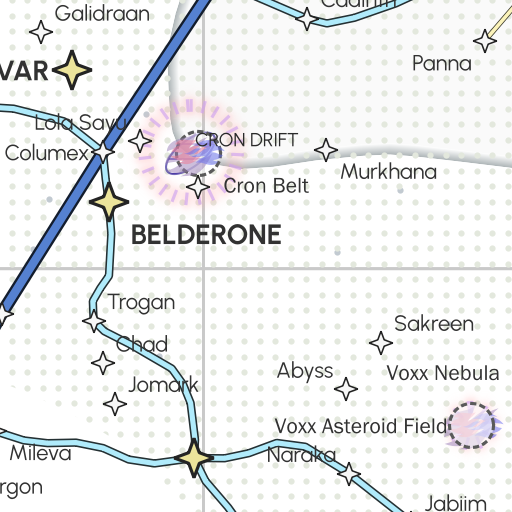 Galidraan
Cadinth
Panna
VAR
Lola Sayu
Columex
CRON DRIFT
Murkhana
Cron Belt
BELDERONE
Trogan
Sakreen
Chad
Abyss
Voxx Nebula
Jomark
Voxx Asteroid Field
Mileva
Naraka
rgon
Jabiim